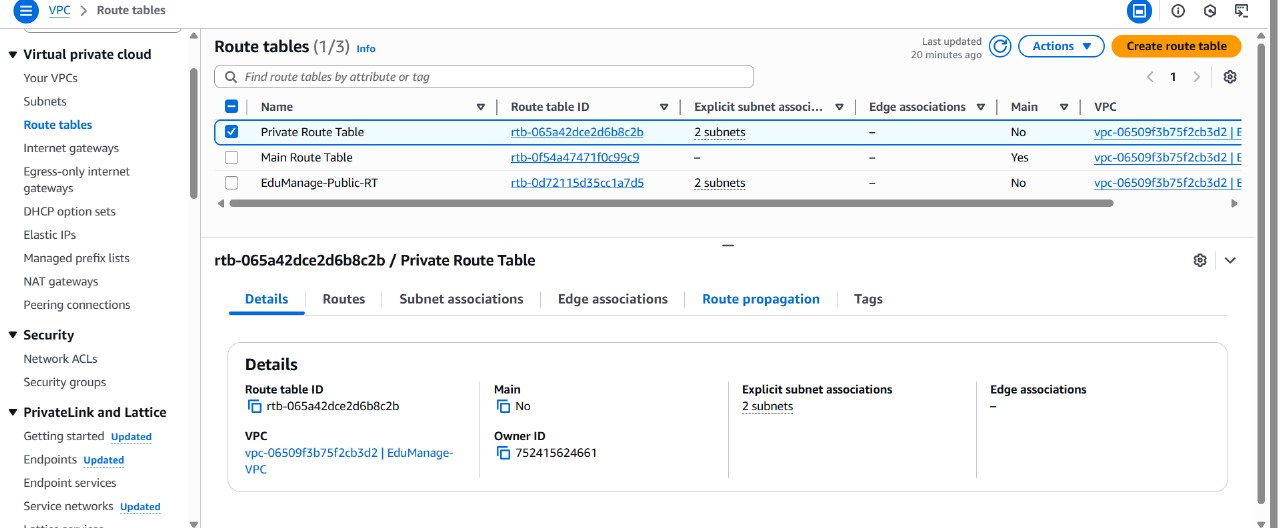 VPC > Route tables
Virtual private cloud
Your VPCs
Subnets
Route tables
Internet gateways
Egress-only internet
gateways
DHCP option sets
Elastic IPs
Managed prefix lists
NAT gateways
Peering connections
Security
Network ACLs
Security groups
PrivateLink and Lattice
Getting started Updated
Endpoints Updated
Endpoint services
Service networks Updated
Route tables (1/3) Info
Last updated
20 minutes ago
Actions
Create route table
Find route tables by attribute or tag
1
Name Route table ID Explicit subnet associ... Edge associations Main VPC
Private Route Table rtb-065a42dce2d6b8c2b 2 subnets – – No vpc-06509f3b75f2cb3d2 | E
Main Route Table rtb-0f54a47471f0c99c9 – – Yes vpc-06509f3b75f2cb3d2 | E
EduManage-Public-RT rtb-0d72115d35cc1a7d5 2 subnets – No vpc-06509f3b75f2cb3d2 | E
rtb-065a42dce2d6b8c2b / Private Route Table
Details Routes Subnet associations Edge associations Route propagation Tags
Details
Route table ID
rtb-065a42dce2d6b8c2b
Main
No
Explicit subnet associations
2 subnets
Edge associations
–
VPC
vpc-06509f3b75f2cb3d2 | EduManage-
VPC
Owner ID
752415624661